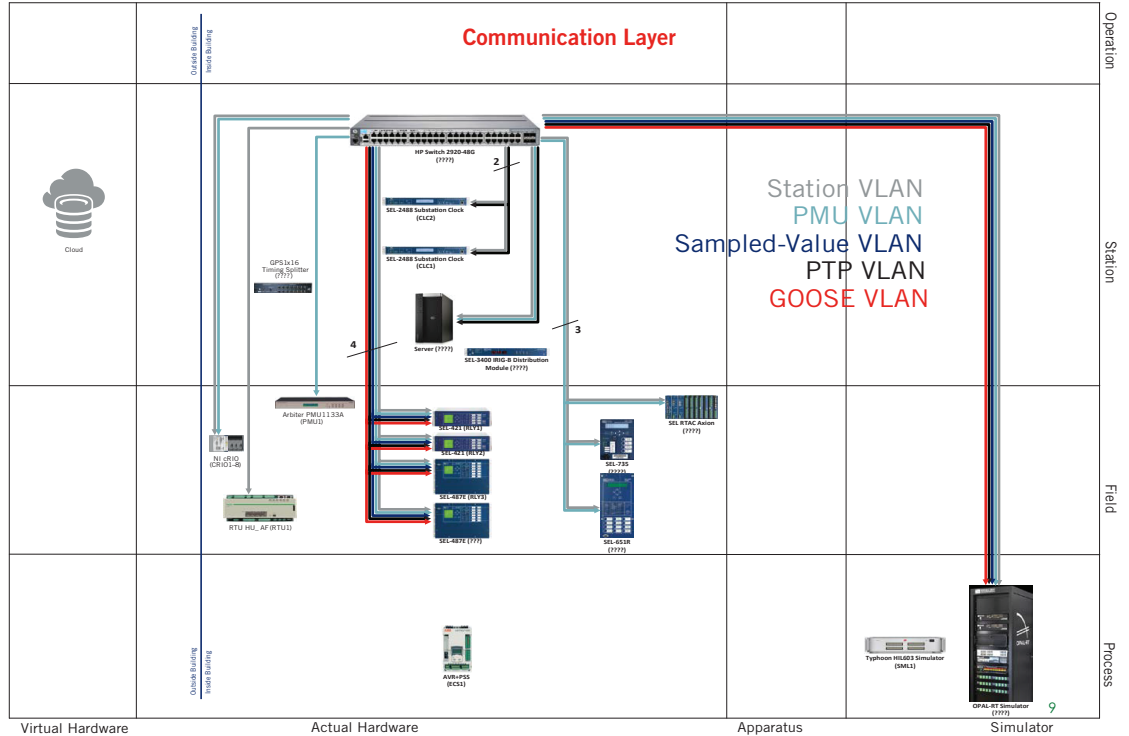 Communication Layer
Operation
Outside Building
Inside Building
HP Switch 2920-48G
(????)
2
SEL-2488 Substation Clock
(CLC2)
Station VLAN
PMU VLAN
Sampled-Value VLAN
PTP VLAN
GOOSE VLAN
Cloud
SEL-2488 Substation Clock
(CLC1)
GPS1x16
Timing Splitter
(????)
Station
3
4
Server (????)
SEL-3400 IRIG-B Distribution
Module (????)
Arbiter PMU1133A
(PMU1)
SEL-421 (RLY1)
SEL RTAC Axion
(????)
NI cRIO
(CRIO1-8)
SEL-421 (RLY2)
SEL-735
(????)
SEL-487E (RLY3)
Field
RTU HU_ AF (RTU1)
SEL-487E (???)
SEL-651R
(????)
Outside Building
Inside Building
Typhoon HIL603 Simulator
(SML1)
OPAL-RT
Process
AVR+PSS
(ECS1)
OPAL-RT Simulator
(????)
9
Virtual Hardware
Actual Hardware
Apparatus
Simulator